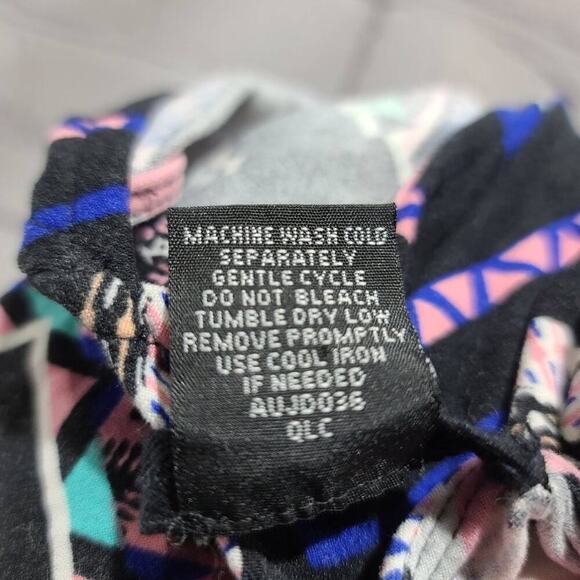 MACHINE WASH COLD
SEPARATELY
GENTLE CYCLE
DO NOT BLEACH
TUMBLE DRY LOW
REMOVE PROMPTLY
USE COOL IRON
IF NEEDED
AUJD036
QLC